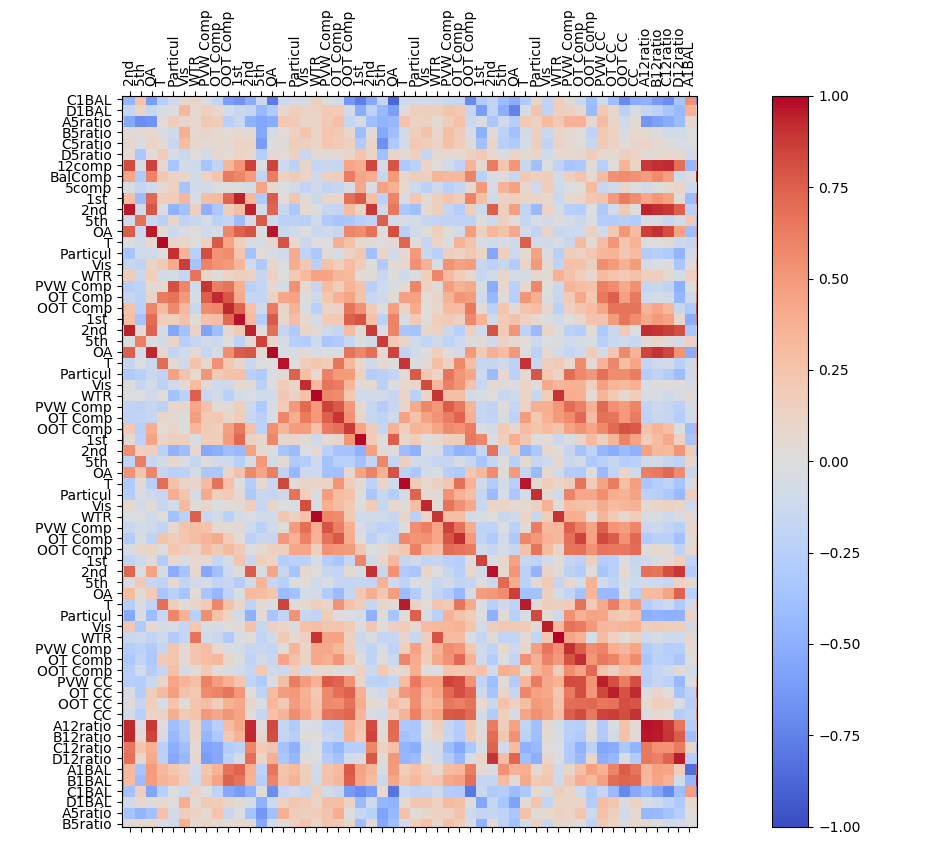 2nd
5th
OA
T
Particul
Vis
WTR
PVW Comp
OT Comp
OOT Comp
1st
2nd
5th
OA
T
Particul
Vis
WTR
PVW Comp
OT Comp
OOT Comp
1st
2nd
5th
OA
T
Particul
Vis
WTR
PVW Comp
OT Comp
OOT Comp
1st
2nd
5th
OA
T
Particul
Vis
WTR
PVW Comp
OT Comp
OOT Comp
PVW CC
OT CC
OOT CC
CC
A12ratio
B12ratio
C12ratio
D12ratio
A1BAL
C1BAL
D1BAL
A5ratio
B5ratio
C5ratio
D5ratio
12comp
BalComp
5comp
1st
2nd
5th
OA
T
Particul
Vis
WTR
PVW Comp
OT Comp
OOT Comp
1st
2nd
5th
OA
T
Particul
Vis
WTR
PVW Comp
OT Comp
OOT Comp
1st
2nd
5th
OA
T
Particul
Vis
WTR
PVW Comp
OT Comp
OOT Comp
1st
2nd
5th
OA
T
Particul
Vis
WTR
PVW Comp
OT Comp
OOT Comp
PVW CC
OT CC
OOT CC
CC
A12ratio
B12ratio
C12ratio
D12ratio
A1BAL
B1BAL
C1BAL
D1BAL
A5ratio
B5ratio
1.00
0.75
0.50
0.25
0.00
−0.25
−0.50
−0.75
−1.00